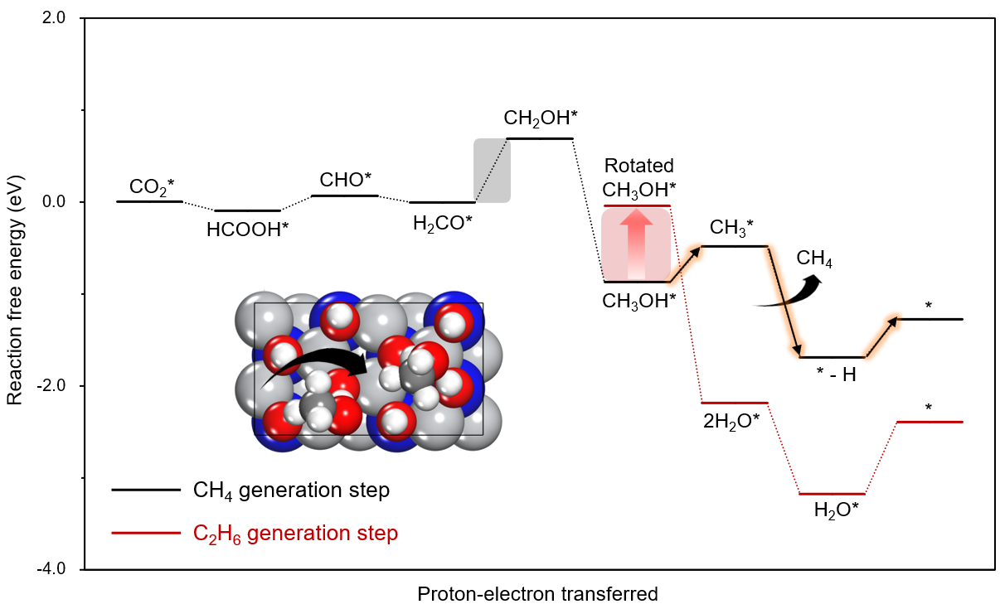 2.0
0.0
-2.0
-4.0
Reaction free energy (eV)
CO₂*
HCOOH*
CHO*
H₂CO*
CH₂OH*
Rotated
CH₃OH*
CH₃OH*
CH₃*
CH₄
* - H
*
2H₂O*
H₂O*
*
CH₄ generation step
C₂H₆ generation step
Proton-electron transferred